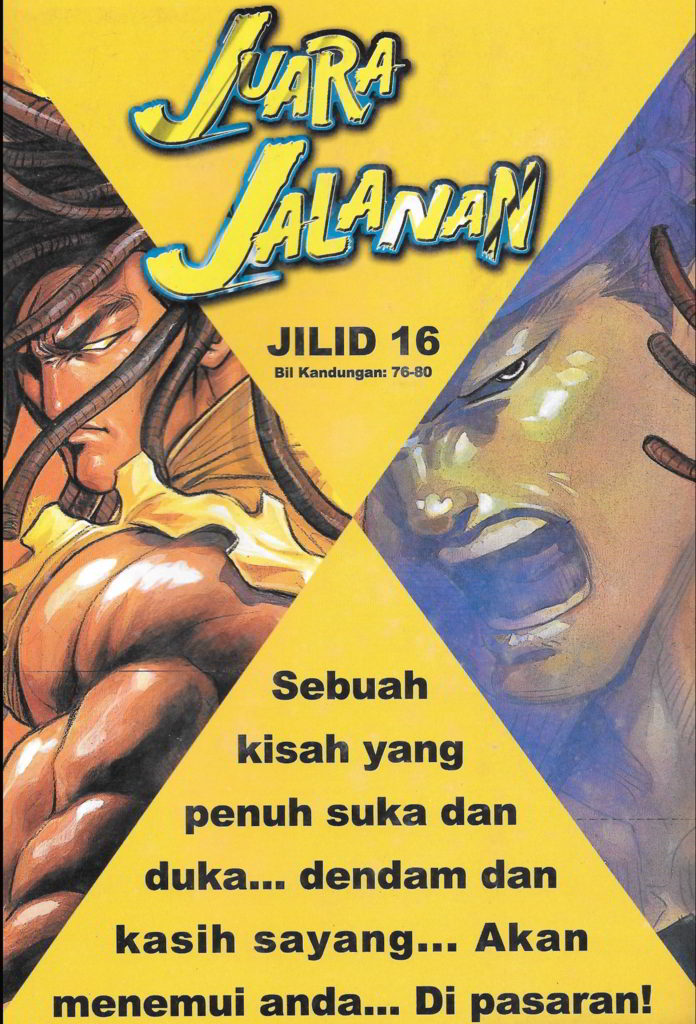 JUARA
JALANAN
JILID 16
Bil Kandungan: 76-80
Sebuah
kisah yang
penuh suka dan
duka... dendam dan
kasih sayang... Akan
menemui anda... Di pasaran!